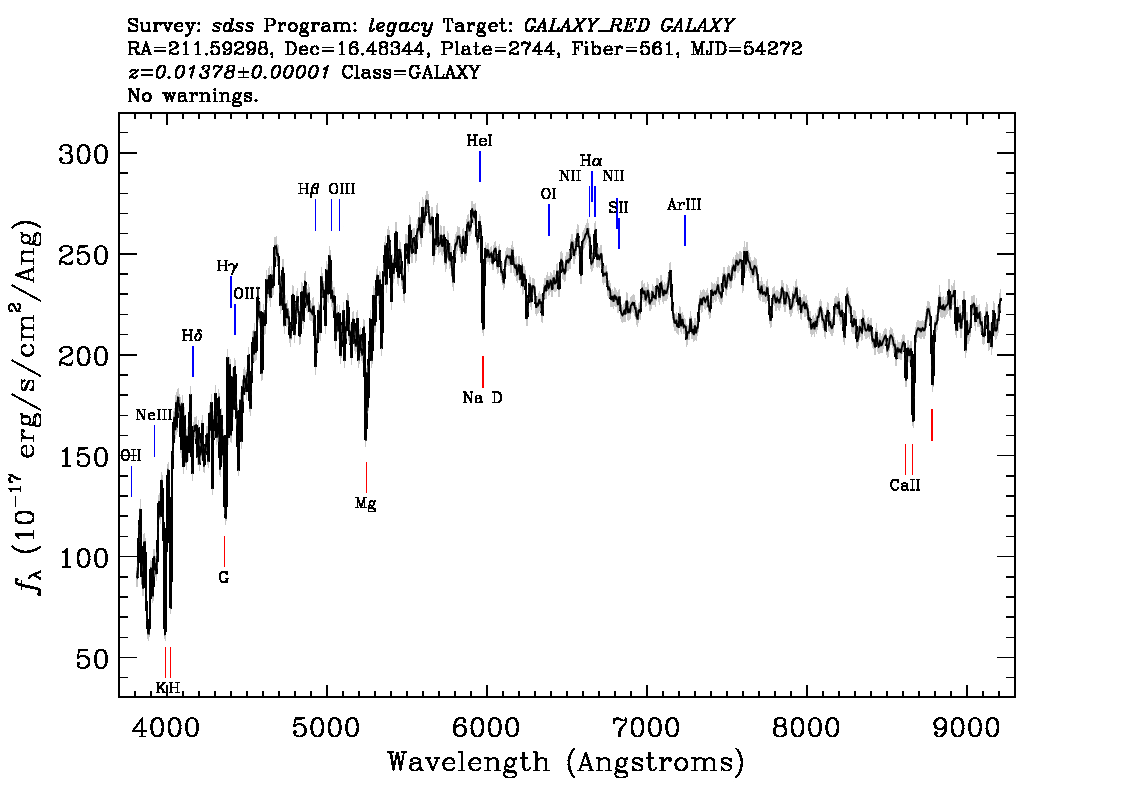 Survey: sdss Program: legacy Target: GALAXY_RED GALAXY
RA=211.59298, Dec=16.48344, Plate=2744, Fiber=561, MJD=54272
z=0.01378±0.00001 Class=GALAXY
No warnings.
HeI
Hα
NII NII
Hβ OIII
OI
ArIII
SII
Hγ
OIII
Hδ
NeIII
OII
Na D
Mg
CaII
G
K H
300
250
200
150
100
50
4000 5000 6000 7000 8000 9000
Wavelength (Angstroms)
f_λ (10^−17 erg/s/cm^2/Ang)